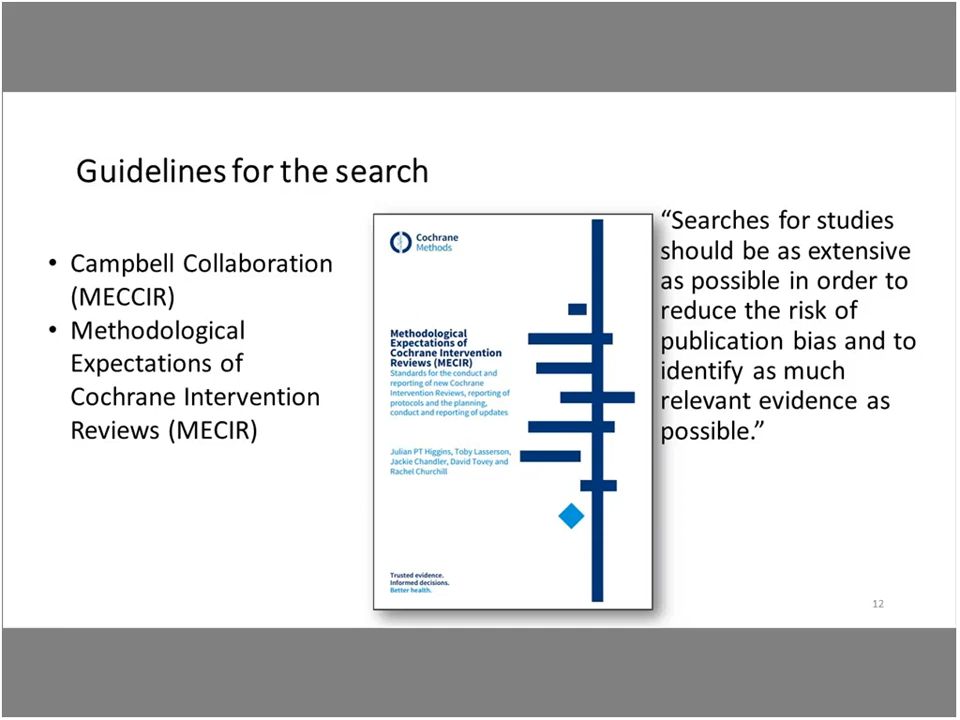 Guidelines for the search
• Campbell Collaboration
(MECCIR)
• Methodological
Expectations of
Cochrane Intervention
Reviews (MECIR)
Cochrane
Methods
Methodological
Expectations of
Cochrane Intervention
Reviews (MECIR)
Standards for the conduct and
reporting of new Cochrane
Intervention Reviews, reporting of
protocols and the planning,
conduct and reporting of updates
Julian PT Higgins, Toby Lasserson,
Jackie Chandler, David Tovey and
Rachel Churchill
Trusted evidence.
Informed decisions.
Better health.
“Searches for studies
should be as extensive
as possible in order to
reduce the risk of
publication bias and to
identify as much
relevant evidence as
possible.”
12